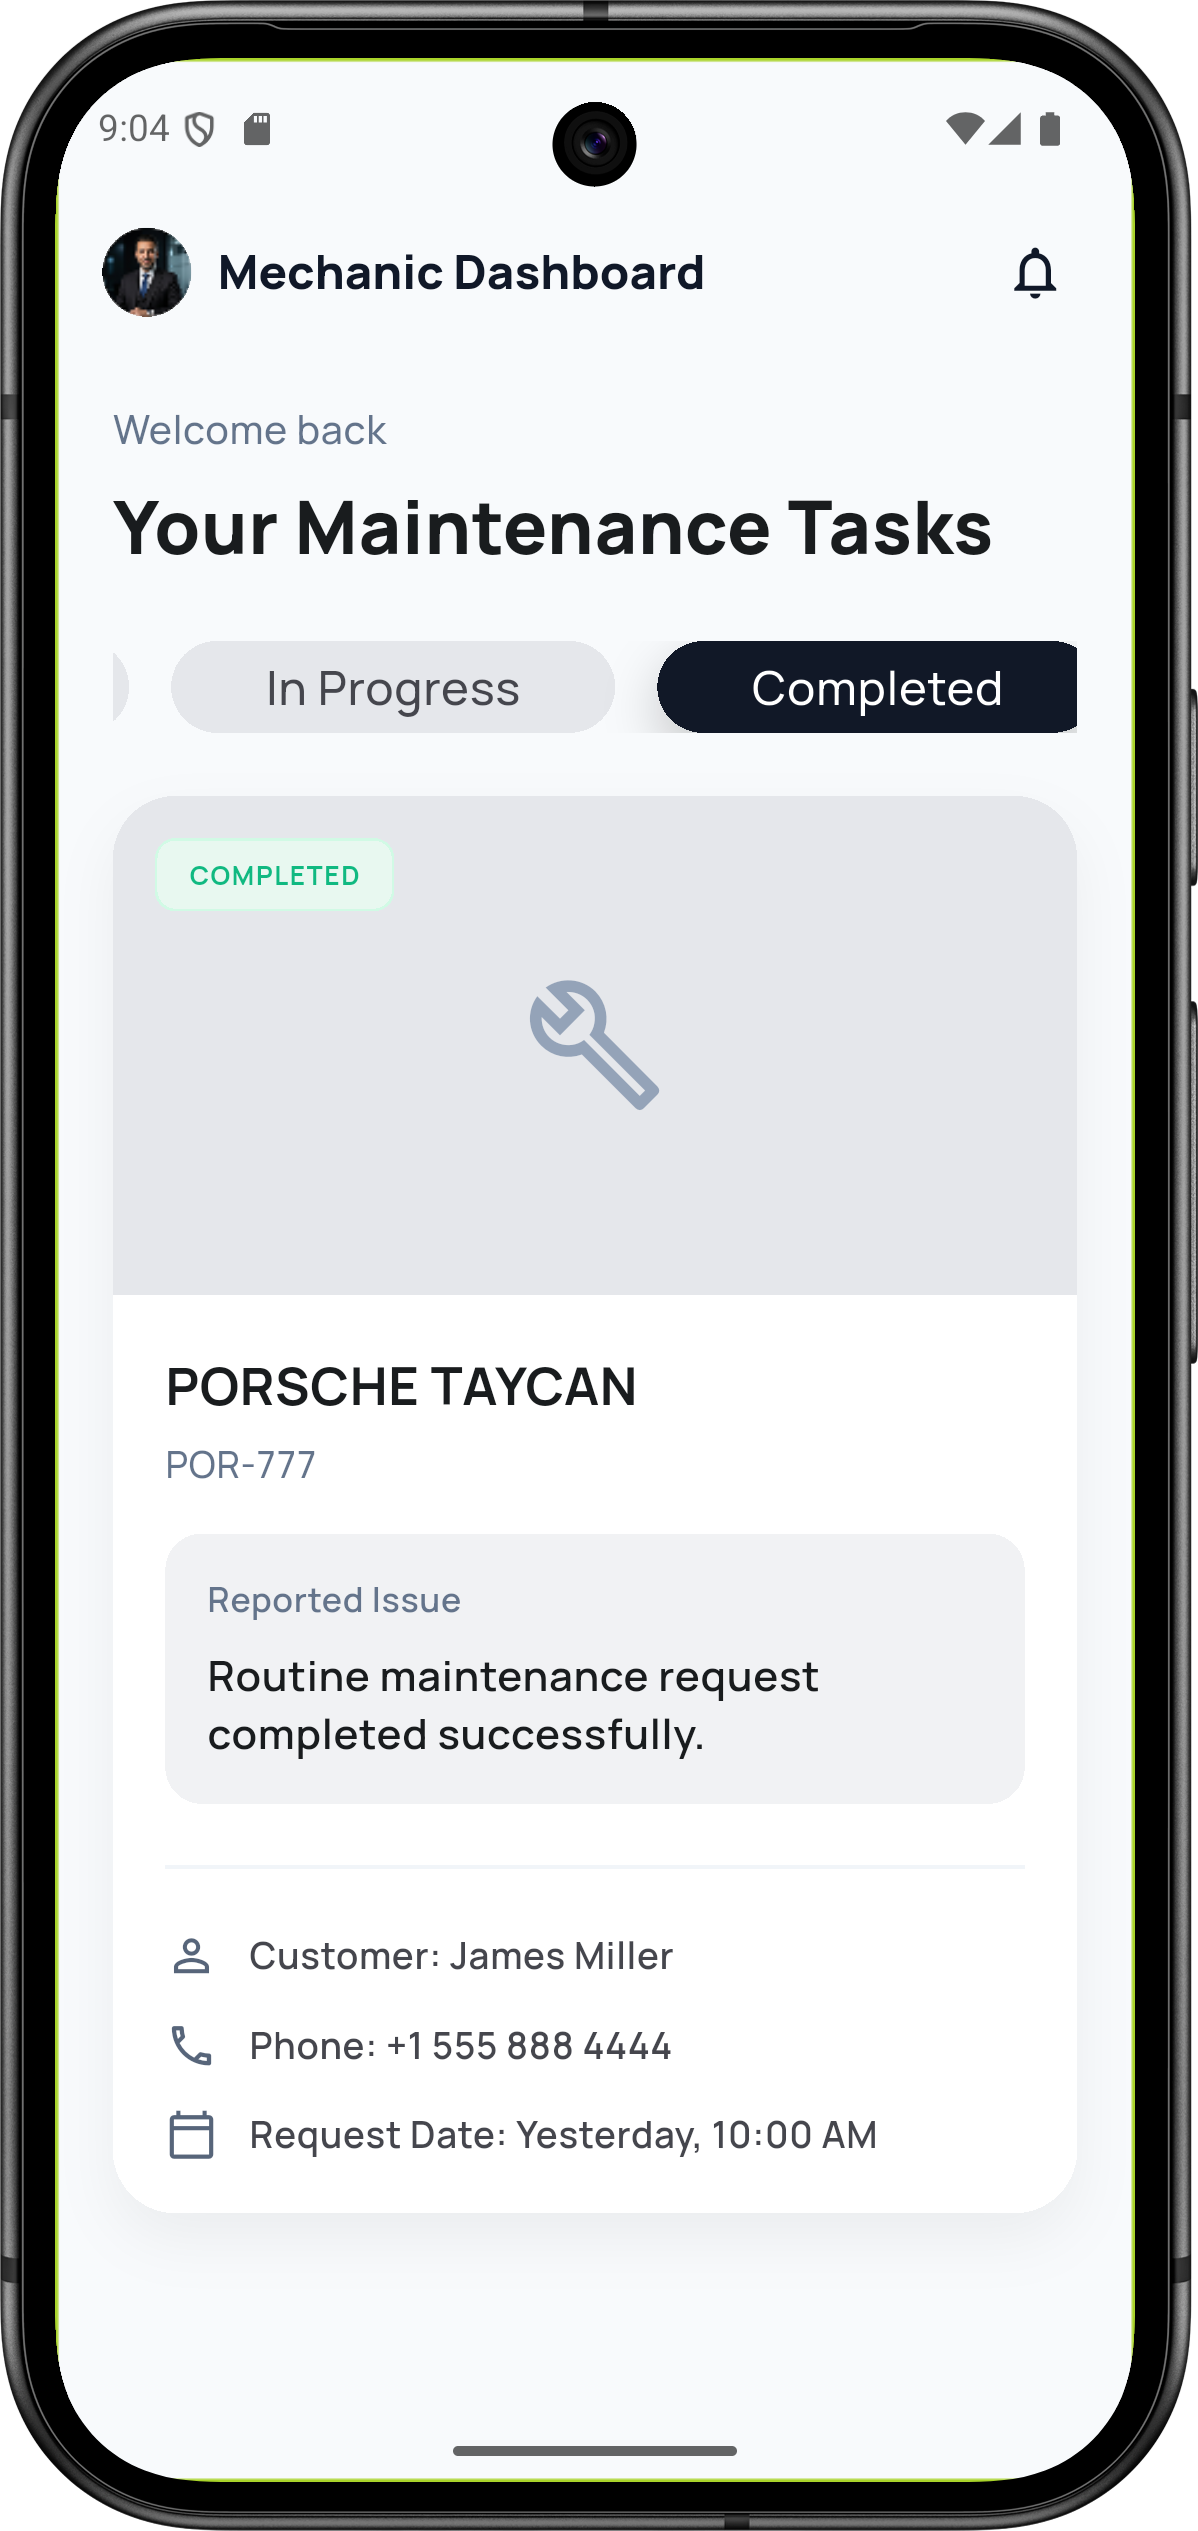 9:04
Mechanic Dashboard
Welcome back
Your Maintenance Tasks
In Progress
Completed
COMPLETED
PORSCHE TAYCAN
POR-777
Reported Issue
Routine maintenance request
completed successfully.
Customer: James Miller
Phone: +1 555 888 4444
Request Date: Yesterday, 10:00 AM